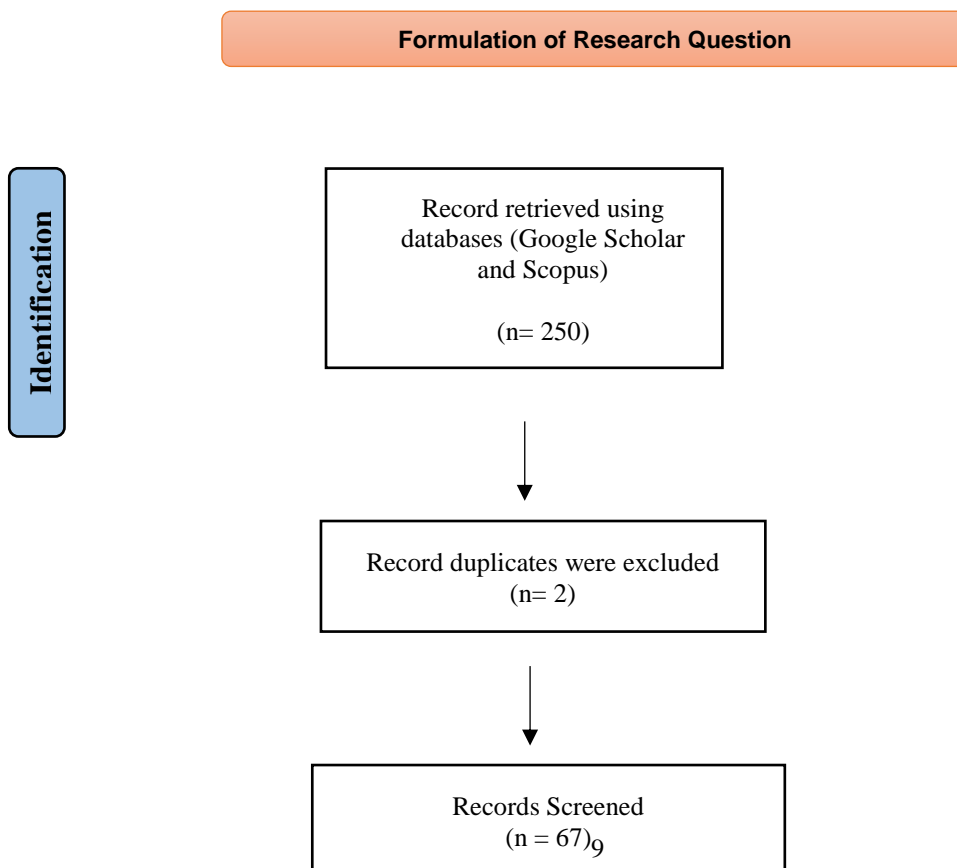 Formulation of Research Question
Identification
Record retrieved using
databases (Google Scholar
and Scopus)
(n= 250)
Record duplicates were excluded
(n= 2)
Records Screened
(n = 67)9